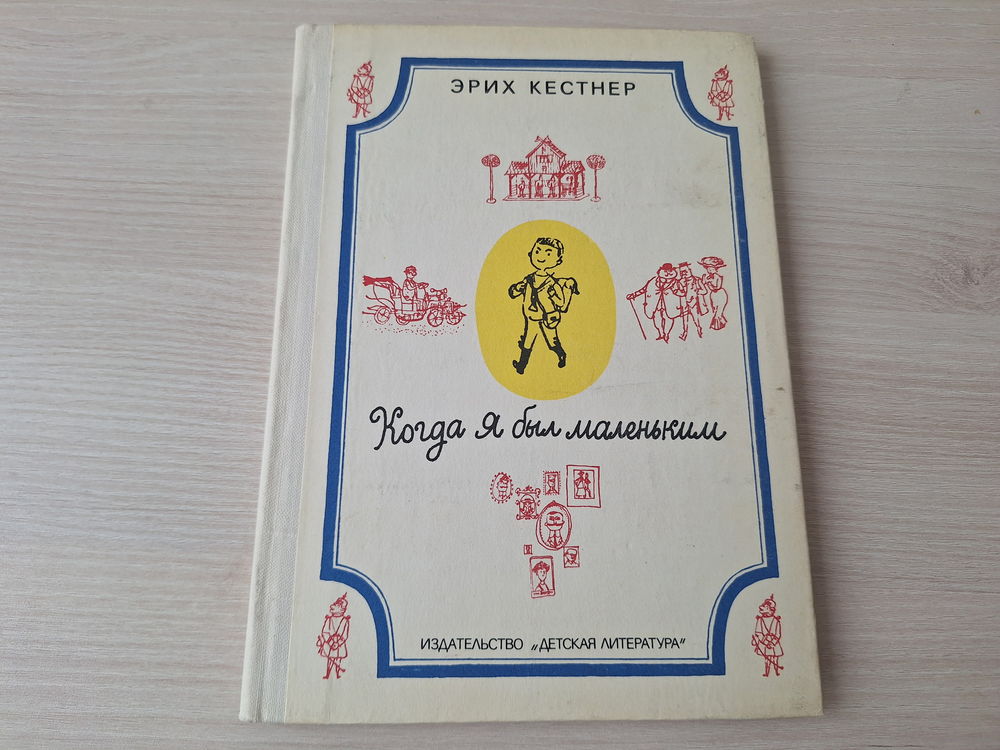 ЭРИХ КЕСТНЕР
Когда я был маленьким
ИЗДАТЕЛЬСТВО „ДЕТСКАЯ ЛИТЕРАТУРА"